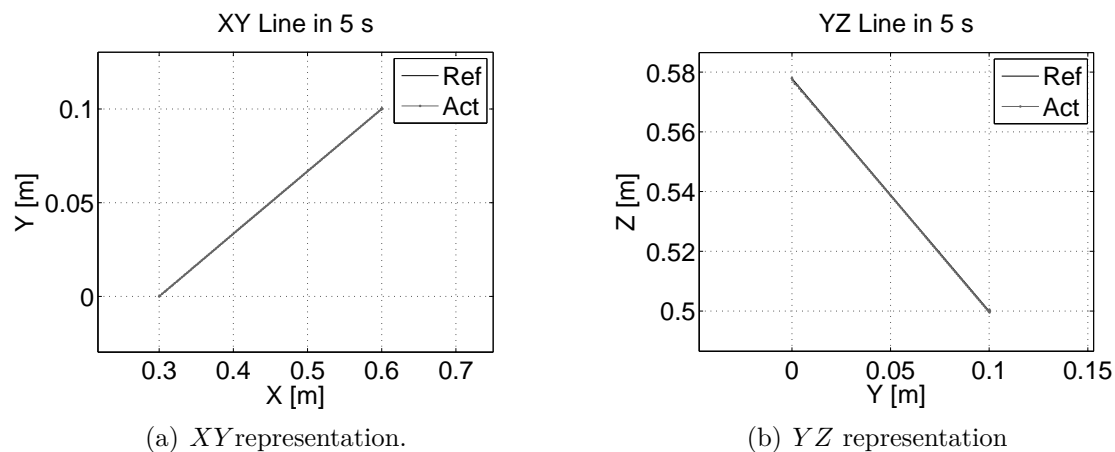 XY Line in 5 s
Ref
Act
0.1
0.05
0
Y [m]
0.3 0.4 0.5 0.6 0.7
X [m]
(a) XY representation.
YZ Line in 5 s
Ref
Act
0.58
0.56
0.54
0.52
0.5
Z [m]
0 0.05 0.1 0.15
Y [m]
(b) YZ representation